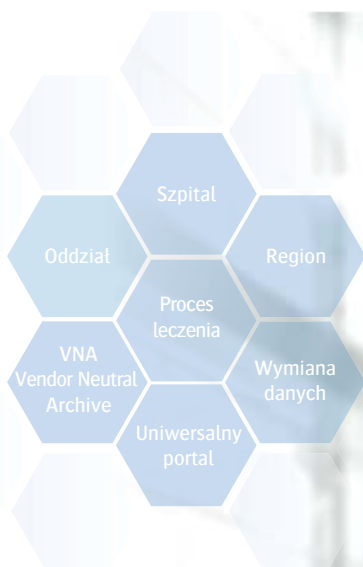 Szpital
Oddział
Region
Proces
leczenia
VNA
Vendor Neutral
Archive
Wymiana
danych
Uniwersalny
portal